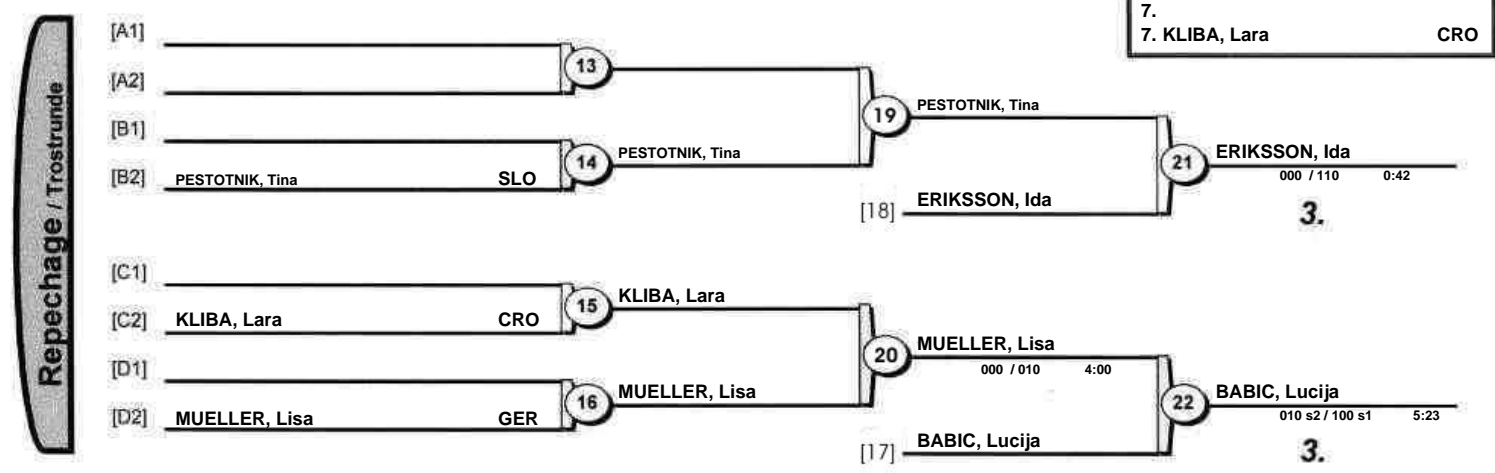 7.
7. KLIBA, Lara CRO
Repechage / Trostrunde
[A1]
13
[A2]
[B1]
19 PESTOTNIK, Tina
14 PESTOTNIK, Tina
21 ERIKSSON, Ida
[B2] PESTOTNIK, Tina SLO
000 / 110 0:42
[18] ERIKSSON, Ida
3.
[C1]
15 KLIBA, Lara
[C2] KLIBA, Lara CRO
20 MUELLER, Lisa
000 / 010 4:00
[D1]
16 MUELLER, Lisa
22 BABIC, Lucija
[D2] MUELLER, Lisa GER
010 s2 / 100 s1 5:23
[17] BABIC, Lucija
3.